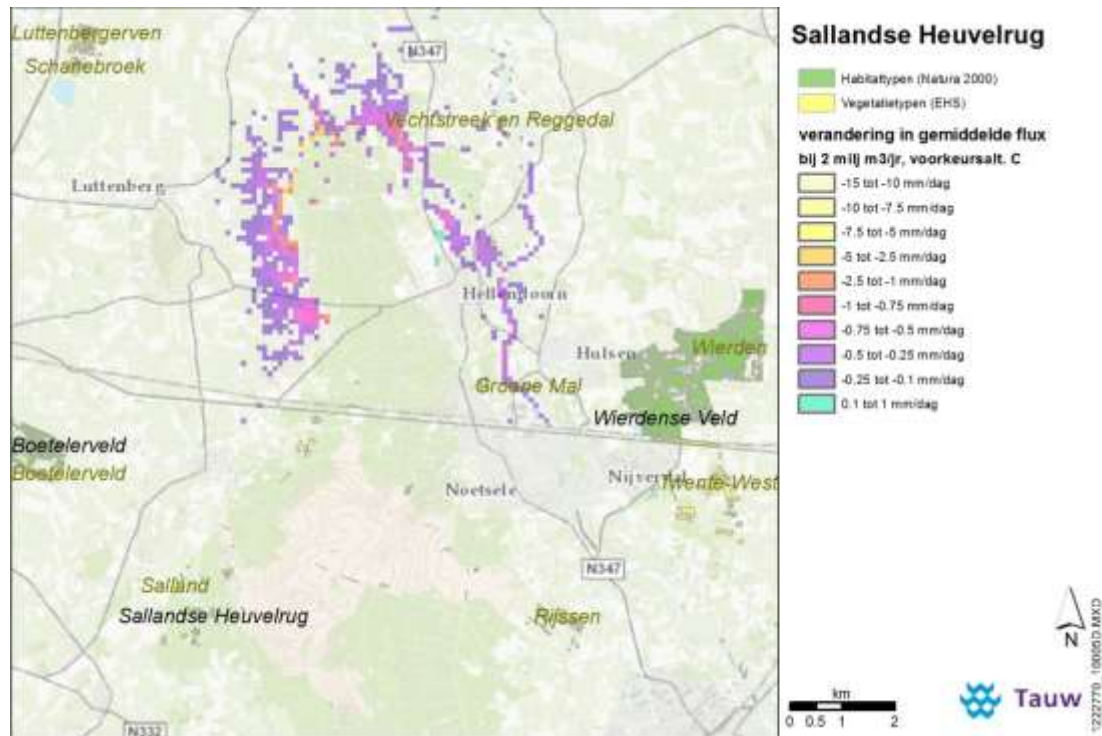 Luttenbergerven
Schanebroek
N347
Vechtstreek en Reggedal
Luttenberg
Hellendoorn
Hulsen
Wierden
Groene Mal
Wierdense Veld
Boetelerveld
Boetelerveld
Noetsele
Nijverdal
Twente-West
N347
Salland
Sallandse Heuvelrug
Rijssen
N332
Sallandse Heuvelrug
Habitattypen (Natura 2000)
Vegetatietypen (EHS)
verandering in gemiddelde flux
bij 2 milj m3/jr, voorkeursalt. C
-15 tot -10 mm/dag
-10 tot -7.5 mm/dag
-7.5 tot -5 mm/dag
-5 tot -2.5 mm/dag
-2.5 tot -1 mm/dag
-1 tot -0.75 mm/dag
-0.75 tot -0.5 mm/dag
-0.5 tot -0.25 mm/dag
-0.25 tot -0.1 mm/dag
0.1 tot 1 mm/dag
N
km
0 0.5 1 2
Tauw